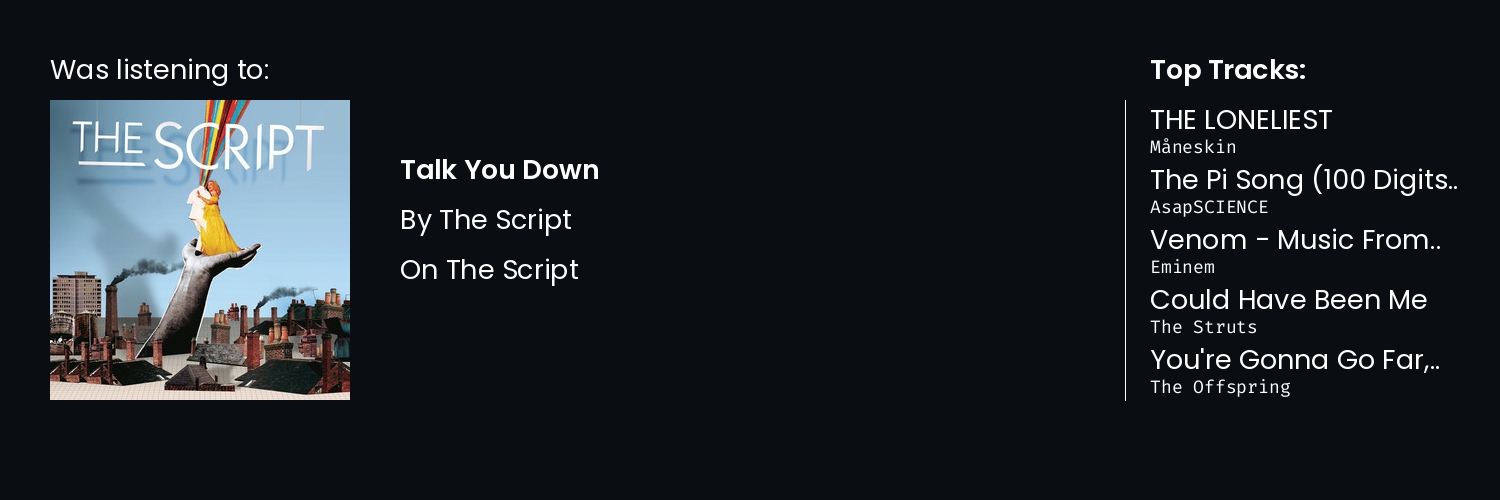 Was listening to:
THE SCRIPT
Talk You Down
By The Script
On The Script
Top Tracks:
THE LONELIEST
Måneskin
The Pi Song (100 Digits..
AsapSCIENCE
Venom - Music From..
Eminem
Could Have Been Me
The Struts
You're Gonna Go Far,..
The Offspring